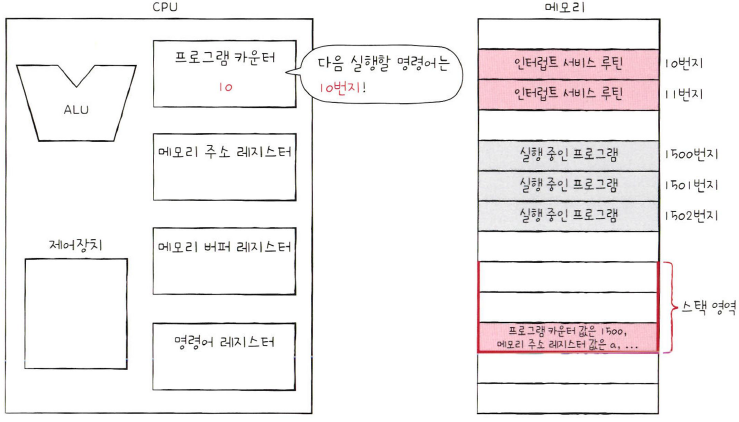 CPU
ALU
제어장치
프로그램 카운터
10
다음 실행할 명령어는
10번지!
메모리 주소 레지스터
메모리 버퍼 레지스터
명령어 레지스터
메모리
인터럽트 서비스 루틴
10번지
인터럽트 서비스 루틴
11번지
실행 중인 프로그램
1500번지
실행 중인 프로그램
1501번지
실행 중인 프로그램
1502번지
스택 영역
프로그램 카운터 값은 1500,
메모리 주소 레지스터 값은 a, ...